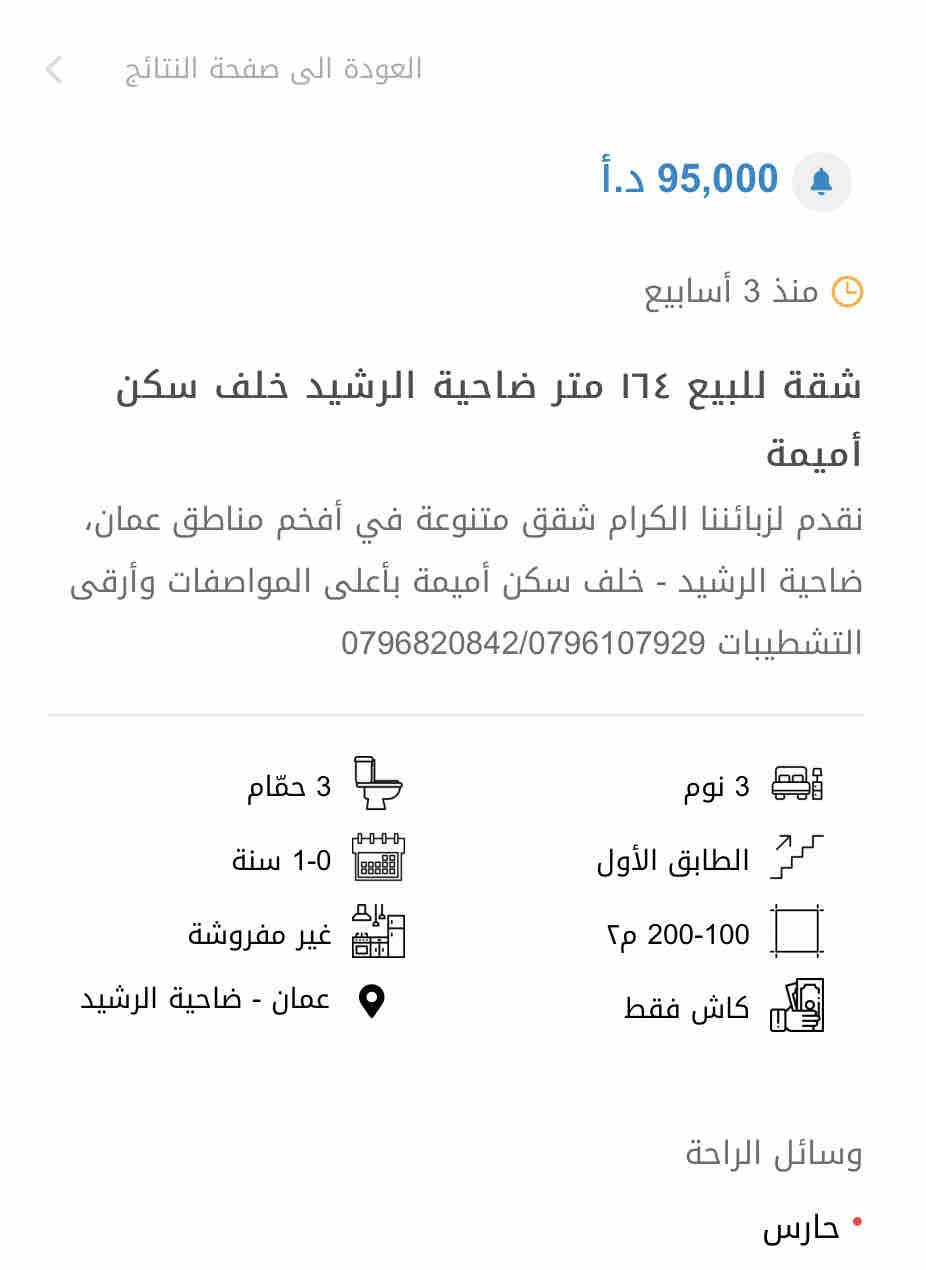 العودة الى صفحة النتائج
95,000 د.أ
منذ 3 أسابيع
شقة للبيع ١٦٤ متر ضاحية الرشيد خلف سكن
أميمة
نقدم لزبائننا الكرام شقق متنوعة في أفخم مناطق عمان،
ضاحية الرشيد - خلف سكن أميمة بأعلى المواصفات وأرقى
التشطيبات 0796820842/0796107929
3 نوم
3 حمّام
الطابق الأول
1-0 سنة
200-100 م٢
غير مفروشة
كاش فقط
عمان - ضاحية الرشيد
وسائل الراحة
• حارس